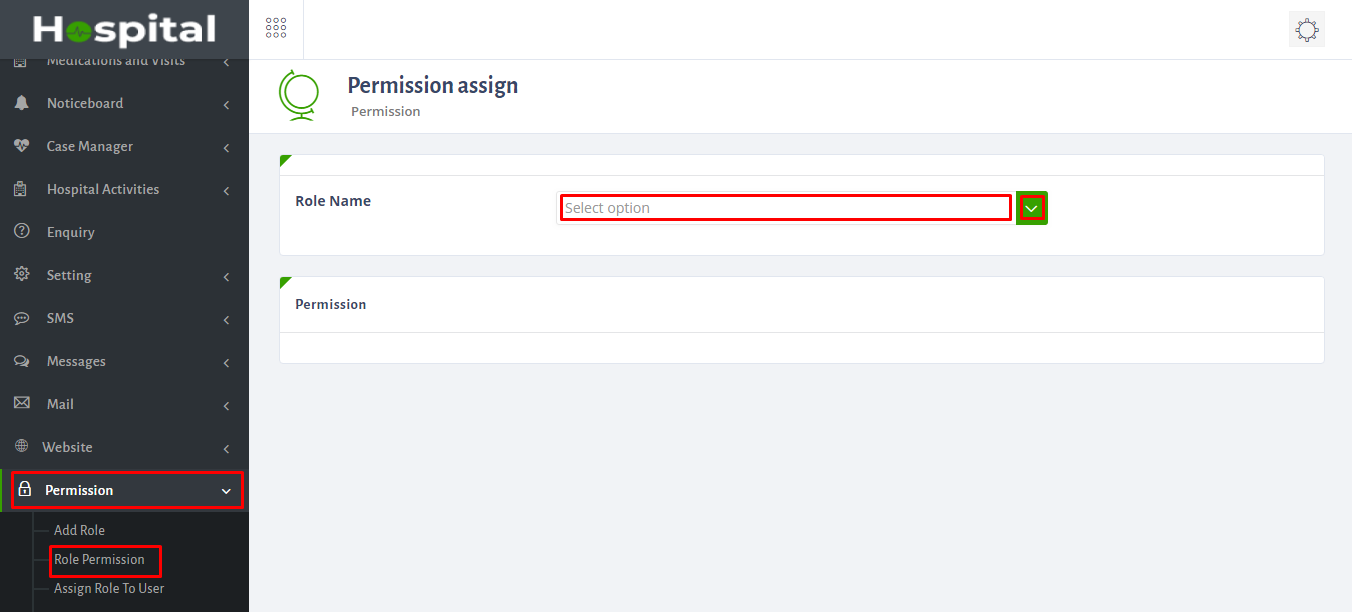 Hospital
Medications and Visits
Noticeboard
Case Manager
Hospital Activities
Enquiry
Setting
SMS
Messages
Mail
Website
Permission
Add Role
Role Permission
Assign Role To User
Permission assign
Permission
Role Name
Select option
Permission